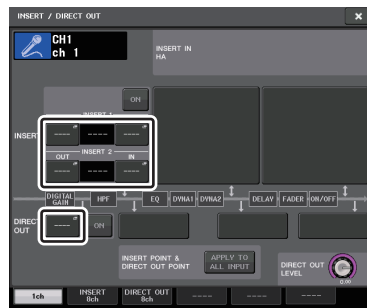 INSERT / DIRECT OUT
×
CH1
ch 1
INSERT IN
HA
ON
INSERT 1
INSERT
---- ---- ----
OUT INSERT 2 IN
---- ---- ----
DIGITAL GAIN HPF EQ DYNA1 DYNA2 DELAY FADER ON/OFF
DIRECT OUT
---- ON
INSERT POINT &
DIRECT OUT POINT
APPLY TO
ALL INPUT
DIRECT OUT
LEVEL
0.00
1ch INSERT 8ch DIRECT OUT 8ch ---- ---- ----